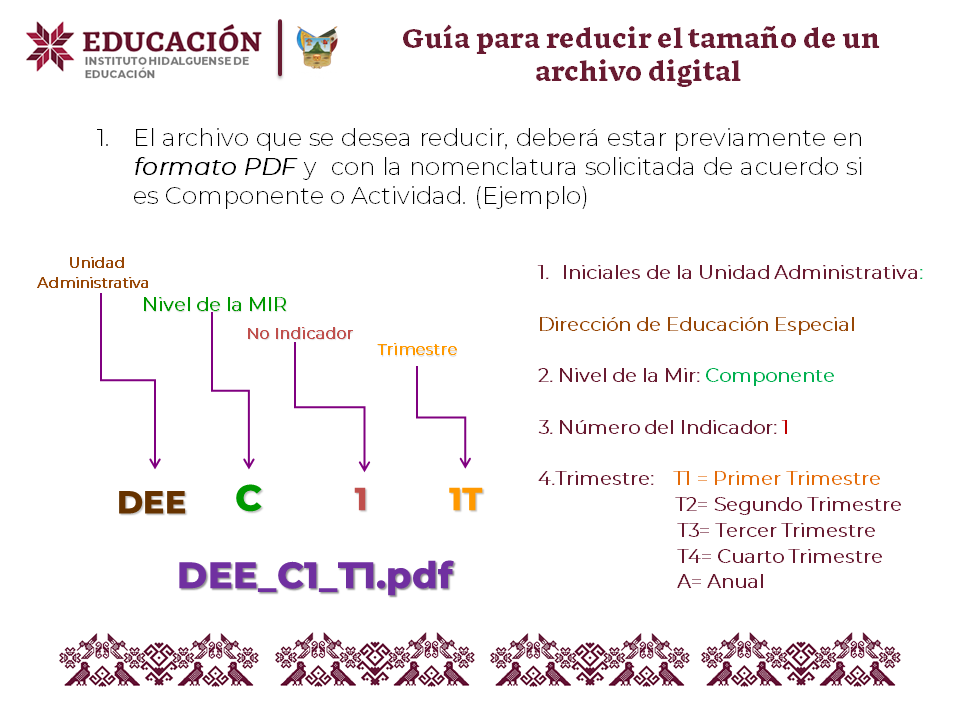 EDUCACIÓN
INSTITUTO HIDALGUENSE DE
EDUCACIÓN
Guía para reducir el tamaño de un
archivo digital
1. El archivo que se desea reducir, deberá estar previamente en
formato PDF y con la nomenclatura solicitada de acuerdo si
es Componente o Actividad. (Ejemplo)
Unidad
Administrativa
Nivel de la MIR
No Indicador
Trimestre
DEE C 1 1T
DEE_C1_T1.pdf
1. Iniciales de la Unidad Administrativa:
Dirección de Educación Especial
2. Nivel de la Mir: Componente
3. Número del Indicador: 1
4.Trimestre: T1 = Primer Trimestre
T2= Segundo Trimestre
T3= Tercer Trimestre
T4= Cuarto Trimestre
A= Anual